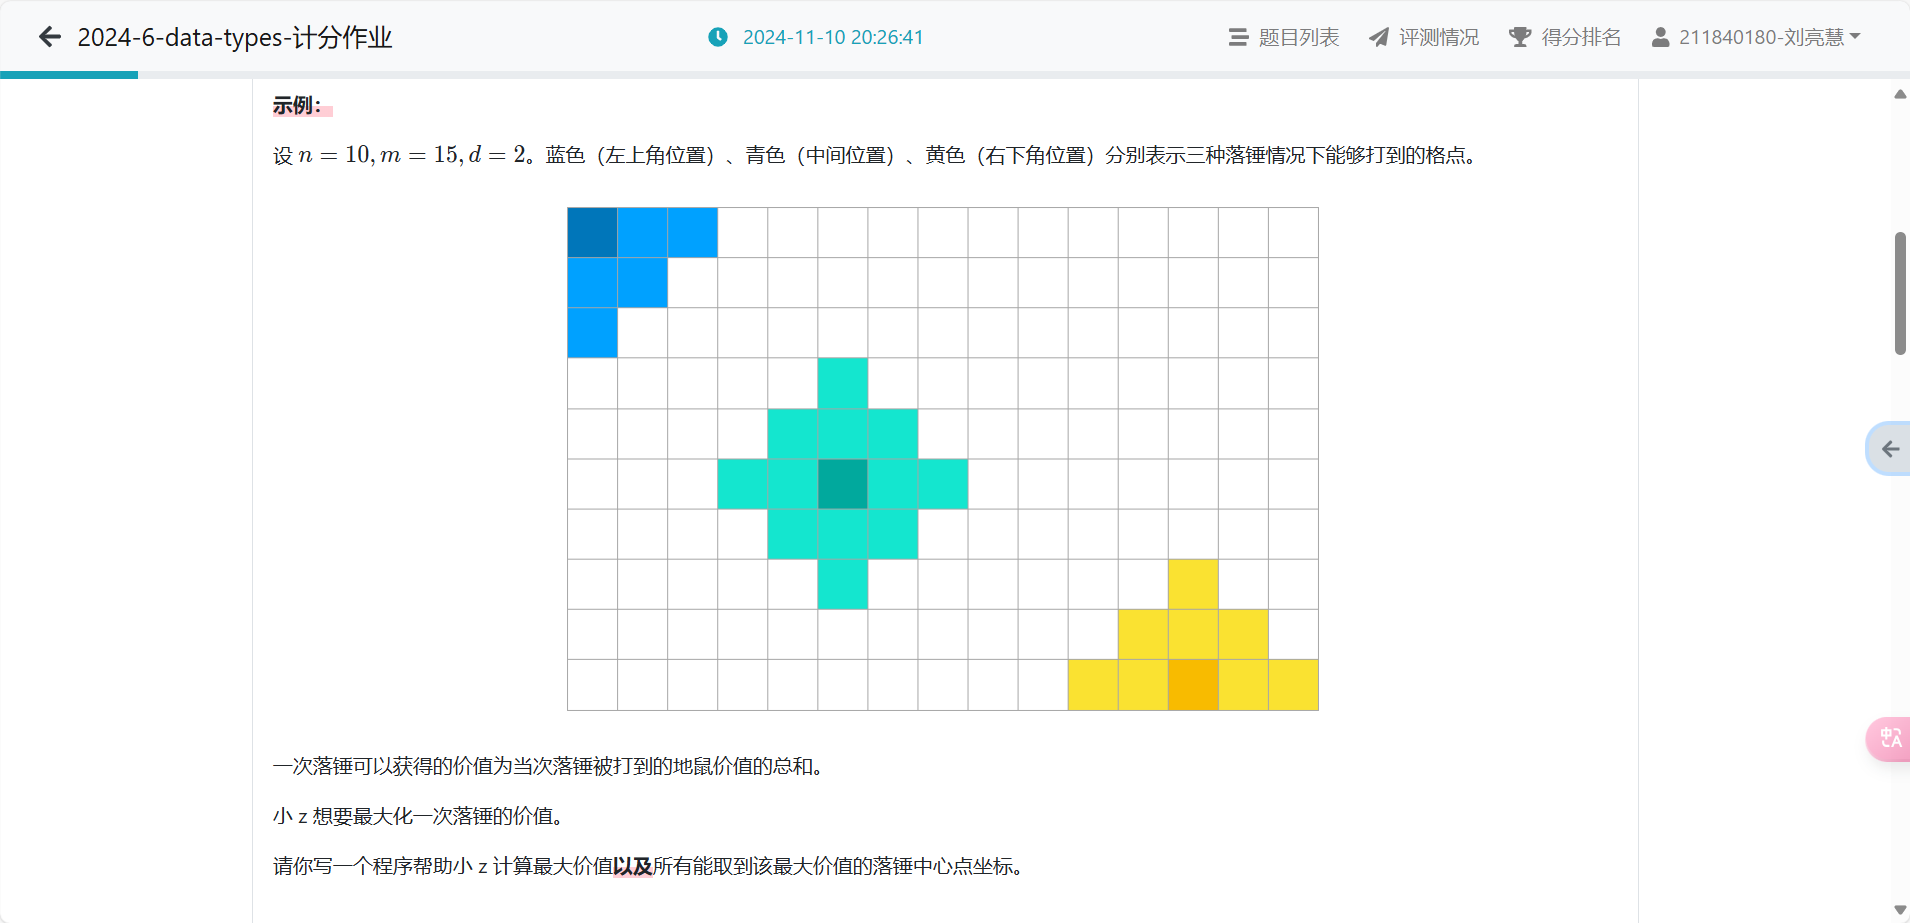 2024-6-data-types-计分作业
2024-11-10 20:26:41
题目列表
评测情况
得分排名
211840180-刘亮慧
示例：
设 n = 10, m = 15, d = 2。蓝色（左上角位置）、青色（中间位置）、黄色（右下角位置）分别表示三种落锤情况下能够打到的格点。
中A
一次落锤可以获得的价值为当次落锤被打到的地鼠价值的总和。
小 z 想要最大化一次落锤的价值。
请你写一个程序帮助小 z 计算最大价值以及所有能取到该最大价值的落锤中心点坐标。